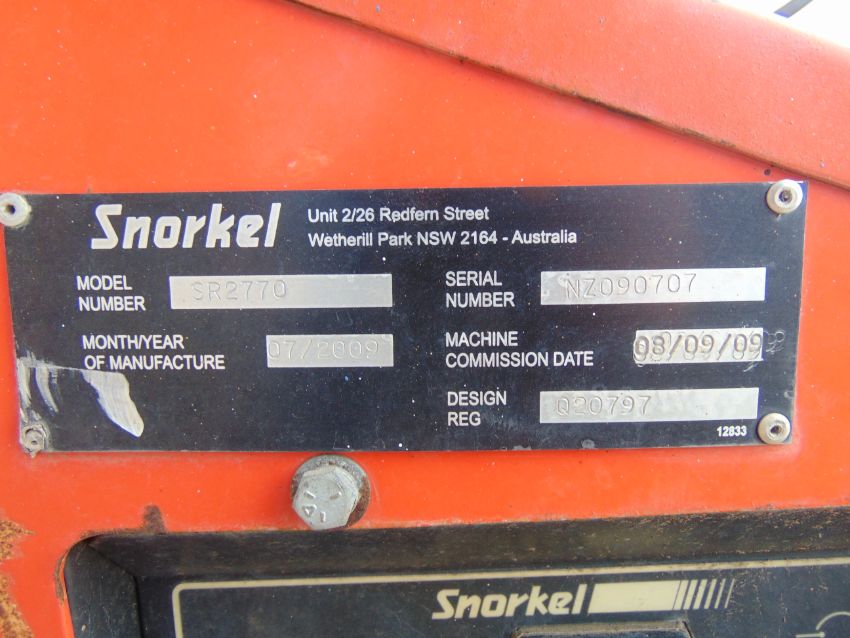 Snorkel
Unit 2/26 Redfern Street
Wetherill Park NSW 2164 - Australia
MODEL NUMBER SR2770
SERIAL NUMBER NZ090707
MONTH/YEAR OF MANUFACTURE 07/2009
MACHINE COMMISSION DATE 08/09/09
DESIGN REG Q20797
12833
Snorkel